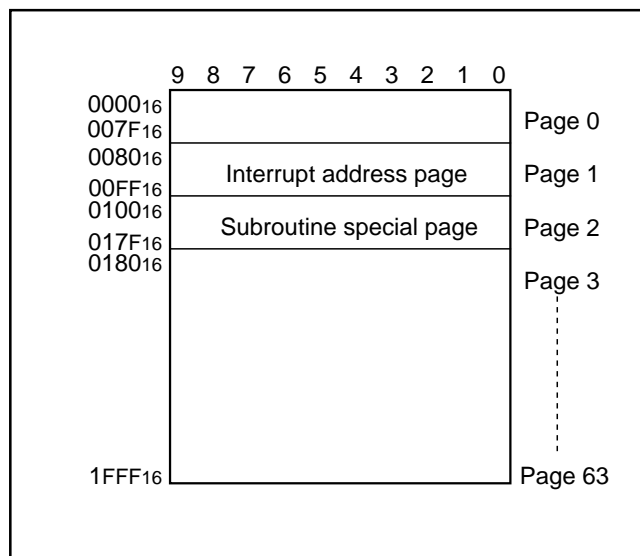 9 8 7 6 5 4 3 2 1 0
0000₁₆
007F₁₆
Page 0
0080₁₆
Interrupt address page
Page 1
00FF₁₆
0100₁₆
Subroutine special page
Page 2
017F₁₆
0180₁₆
Page 3
1FFF₁₆
Page 63